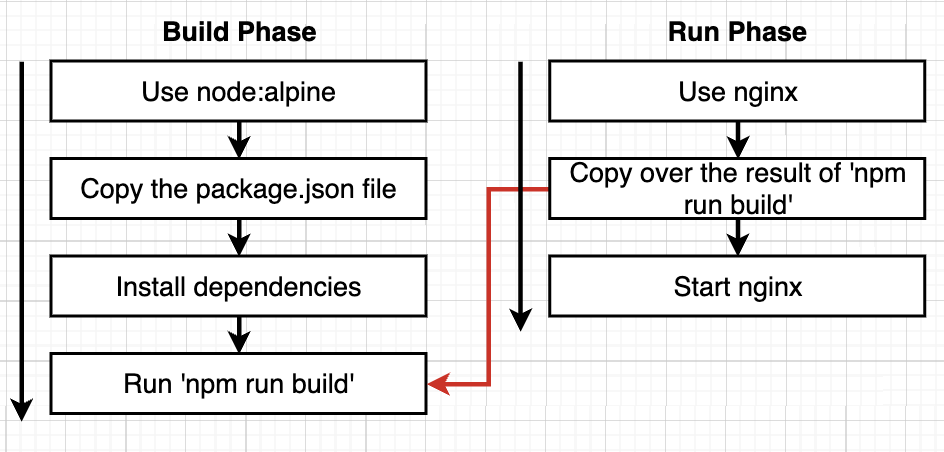 Build Phase
Use node:alpine
Copy the package.json file
Install dependencies
Run 'npm run build'
Run Phase
Use nginx
Copy over the result of 'npm
run build'
Start nginx